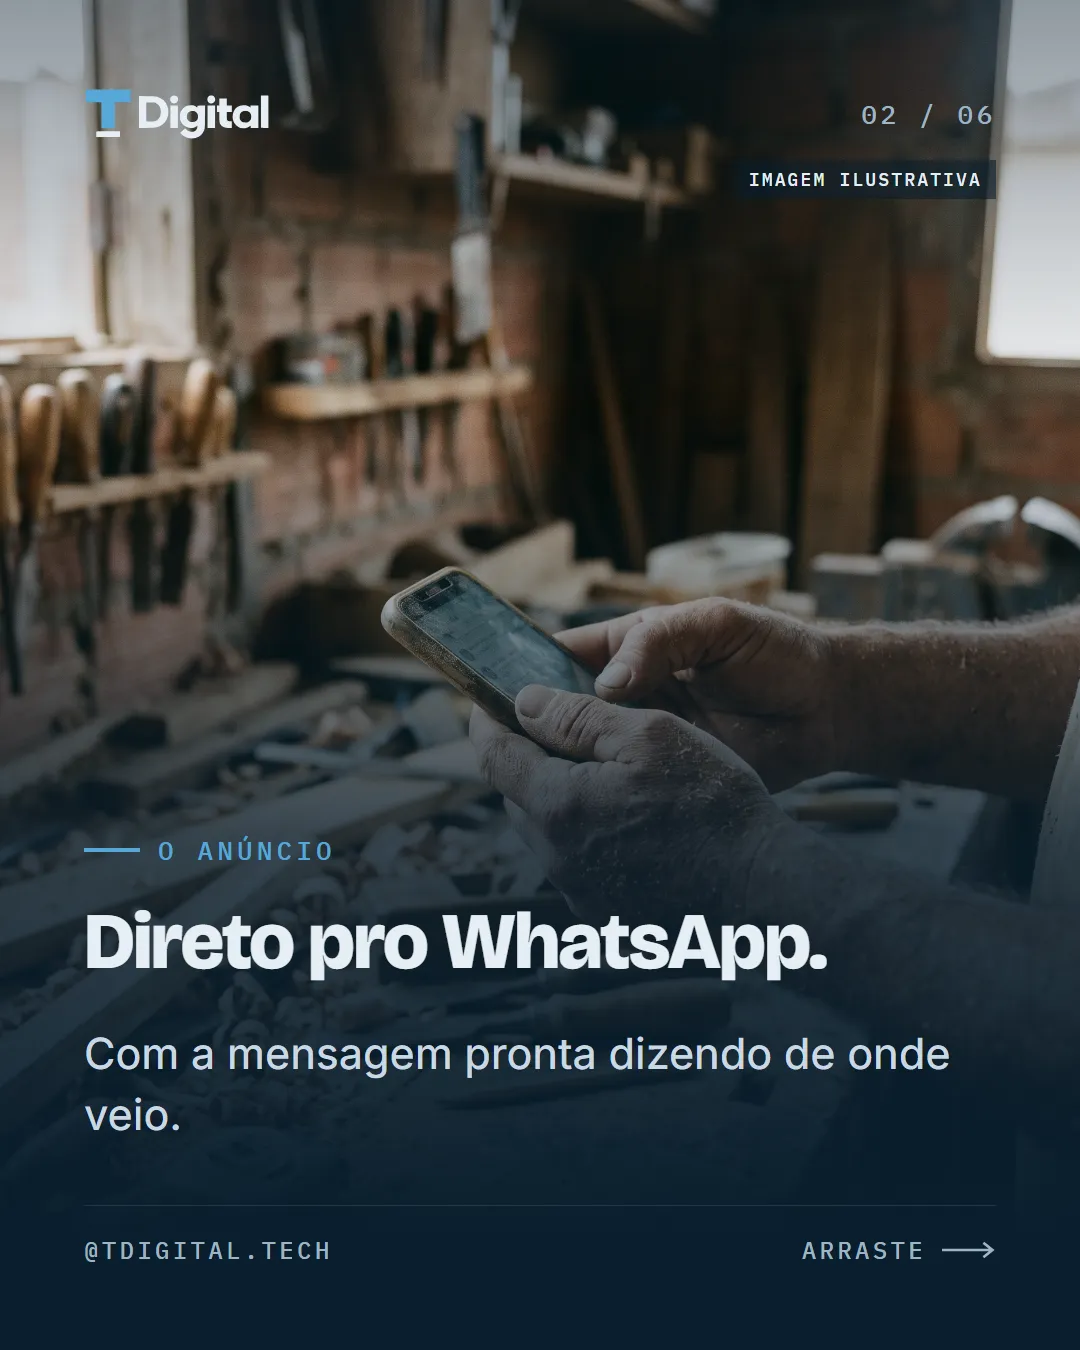 T Digital
02 / 06
IMAGEM ILUSTRATIVA
O ANÚNCIO
Direto pro WhatsApp.
Com a mensagem pronta dizendo de onde
veio.
@TDIGITAL.TECH
ARRASTE